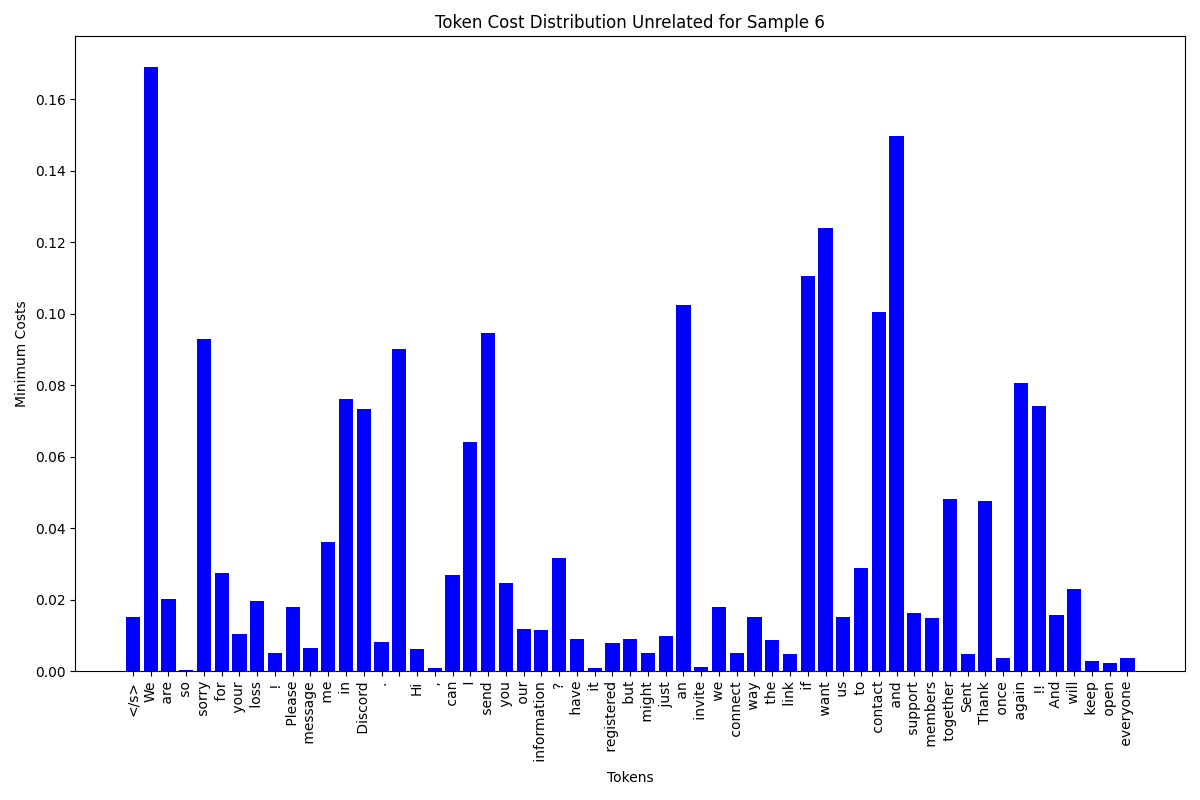 Token Cost Distribution Unrelated for Sample 6
Minimum Costs
0.16
0.14
0.12
0.10
0.08
0.06
0.04
0.02
0.00
</s>
We
are
so
sorry
for
your
loss
!
Please
message
me
in
Discord
.
Hi
,
can
I
send
you
our
information
?
have
it
registered
but
might
just
an
invite
we
connect
way
the
link
if
want
us
to
contact
and
support
members
together
Sent
Thank
once
again
!!
And
will
keep
open
everyone
Tokens